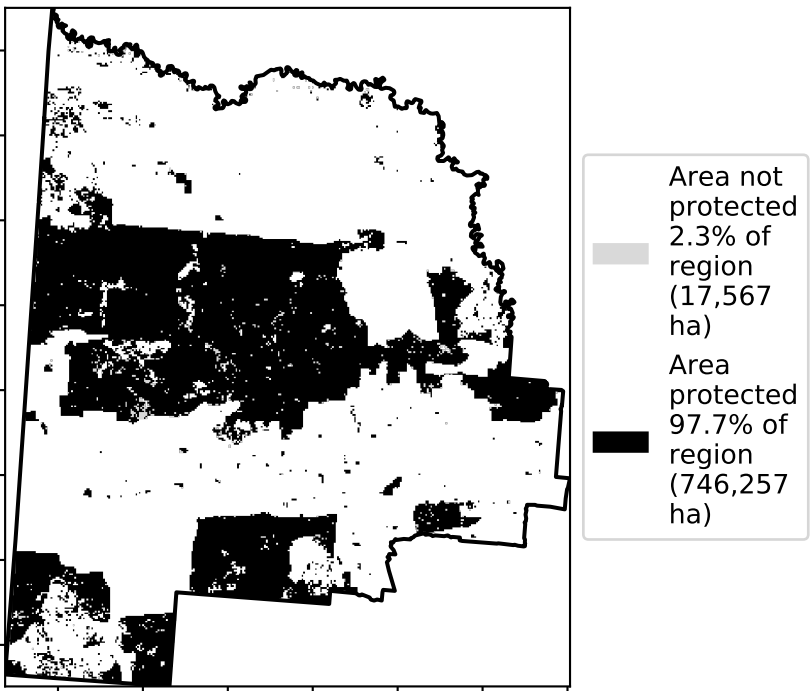 Area not
protected
2.3% of
region
(17,567
ha)
Area
protected
97.7% of
region
(746,257
ha)